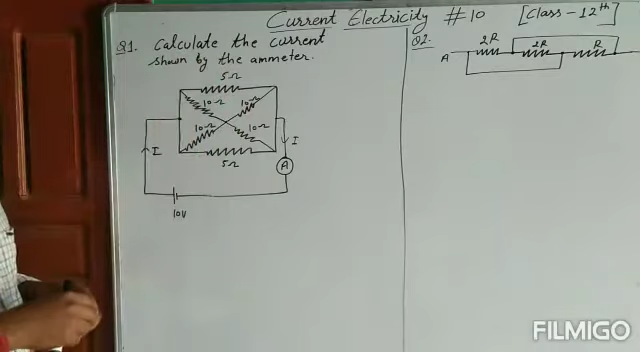 Current Electricity #10 [Class-12th]
Q1. Calculate the current
shown by the ammeter.
5Ω
10Ω 10Ω
10Ω 10Ω
5Ω
I I
A
10V
Q2.
A 2R 2R R
FILMIGO